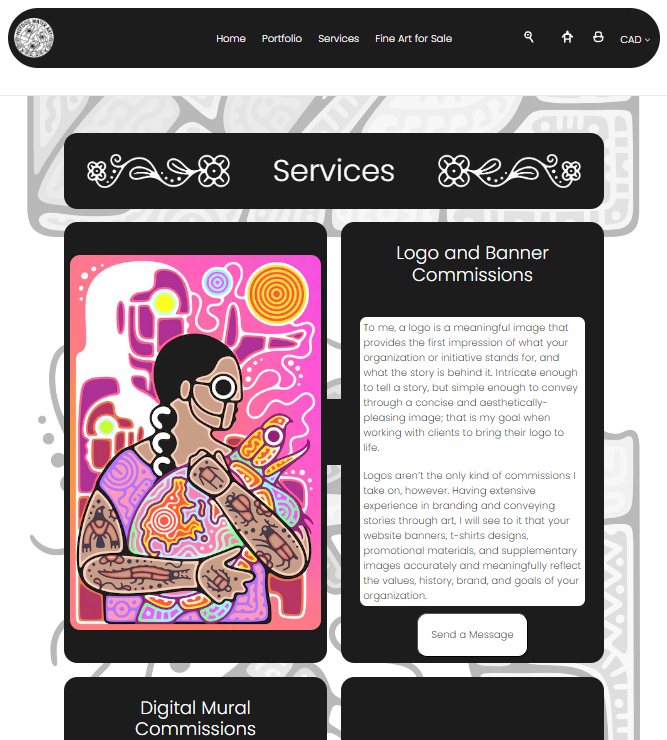 Home Portfolio Services Fine Art for Sale CAD
Services
Logo and Banner
Commissions
To me, a logo is a meaningful image that
provides the first impression of what your
organization or initiative stands for, and
what the story is behind it. Intricate enough
to tell a story, but simple enough to convey
through a concise and aesthetically-
pleasing image; that is my goal when
working with clients to bring their logo to
life.
Logos aren't the only kind of commissions I
take on, however. Having extensive
experience in branding and conveying
stories through art, I will see to it that your
website banners, t-shirts designs,
promotional materials, and supplementary
images accurately and meaningfully reflect
the values, history, brand, and goals of your
organization.
Send a Message
Digital Mural
Commissions